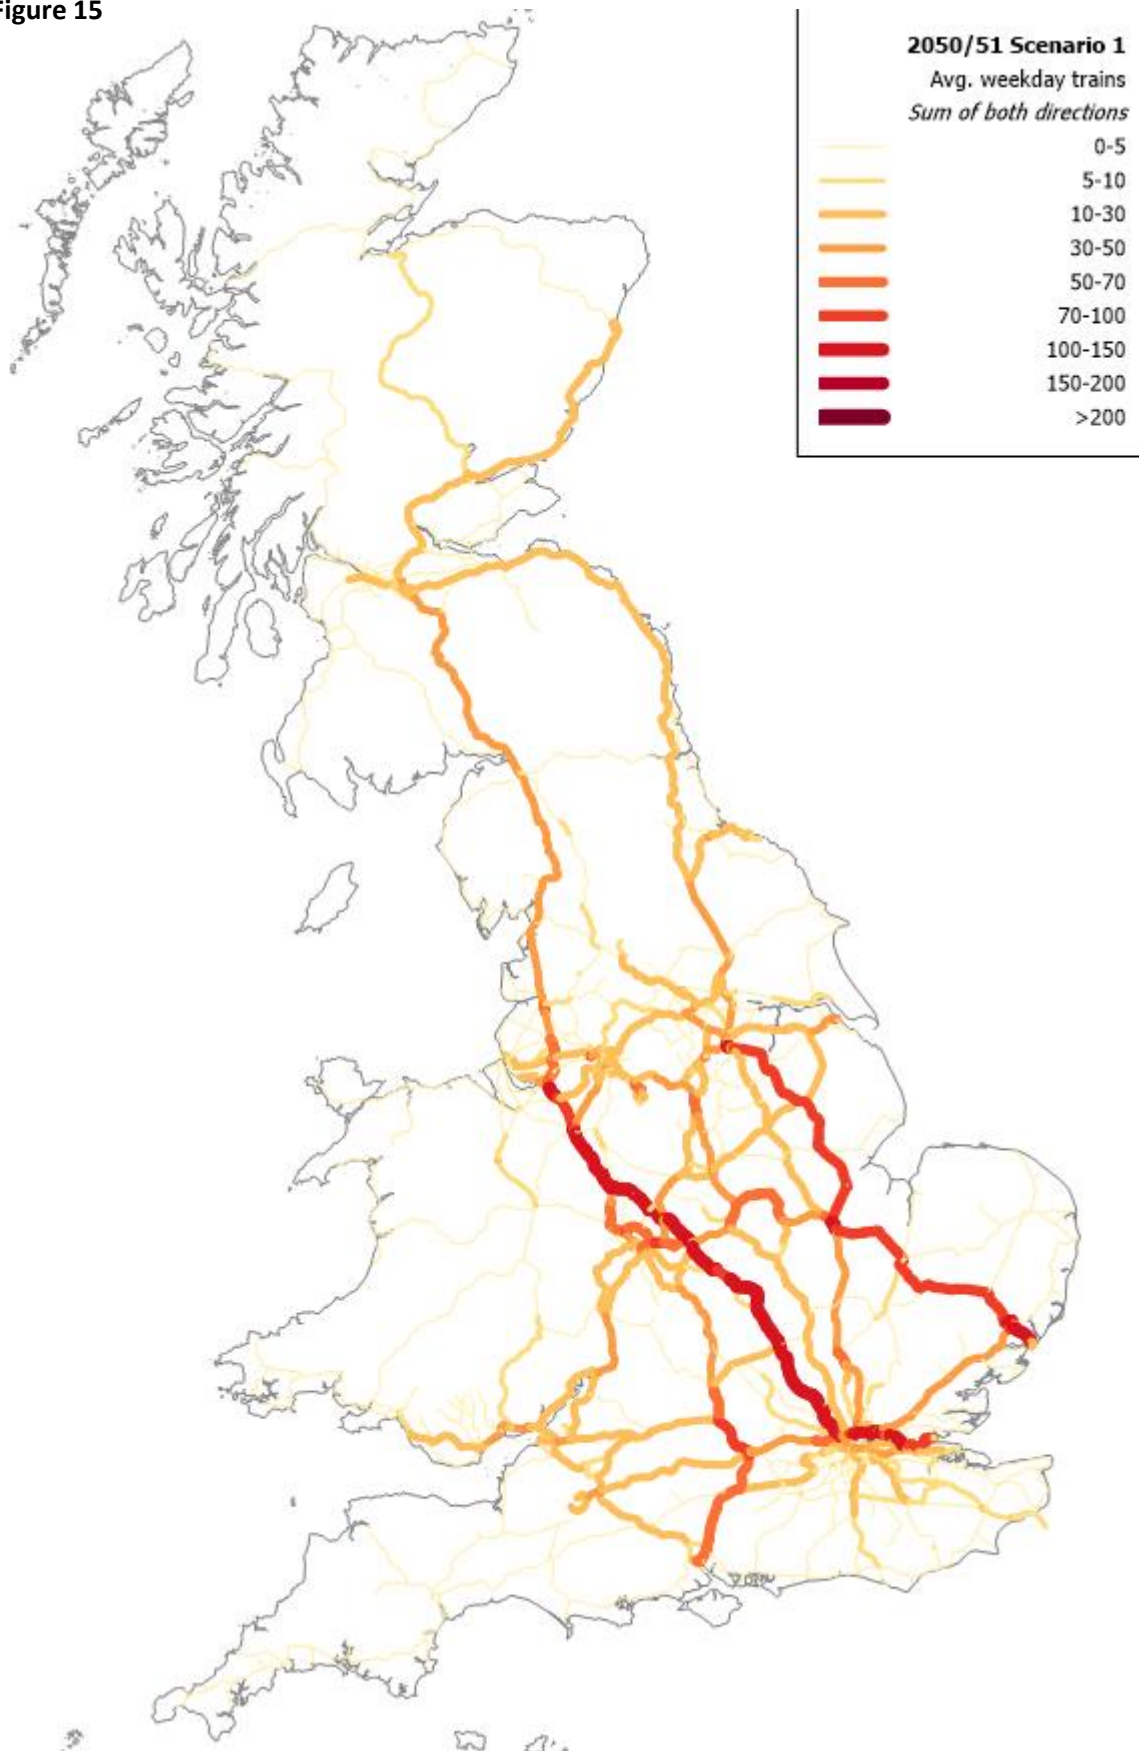 Figure 15
2050/51 Scenario 1
Avg. weekday trains
Sum of both directions
0-5
5-10
10-30
30-50
50-70
70-100
100-150
150-200
>200